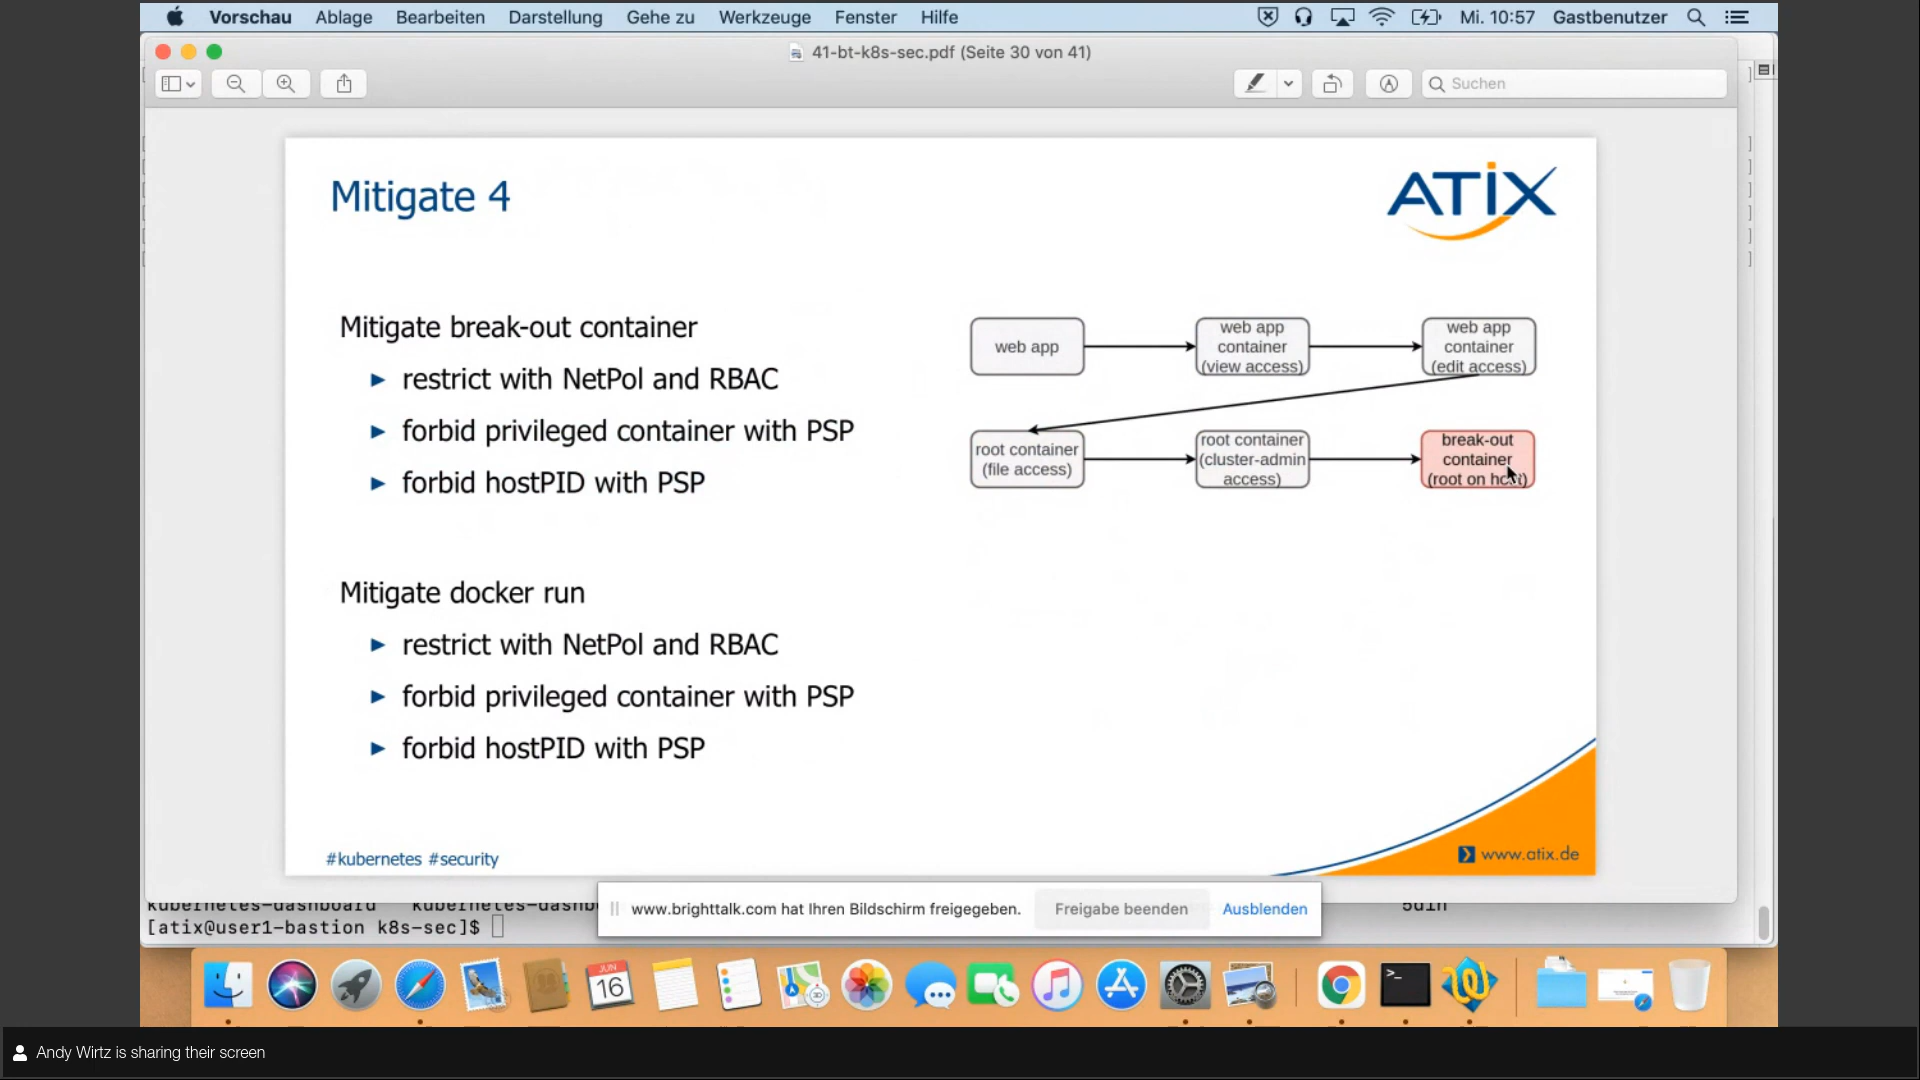 Vorschau Ablage Bearbeiten Darstellung Gehe zu Werkzeuge Fenster Hilfe Mi. 10:57 Gastbenutzer
41-bt-k8s-sec.pdf (Seite 30 von 41)
Suchen
Mitigate 4
ATIX
Mitigate break-out container
restrict with NetPol and RBAC
forbid privileged container with PSP
forbid hostPID with PSP
web app
web app
container
(view access)
web app
container
(edit access)
root container
(file access)
root container
(cluster-admin
access)
break-out
container
(root on host)
Mitigate docker run
restrict with NetPol and RBAC
forbid privileged container with PSP
forbid hostPID with PSP
#kubernetes #security
www.atix.de
kubernetes-dashboard
[atix@user1-bastion k8s-sec]$
www.brighttalk.com hat Ihren Bildschirm freigegeben. Freigabe beenden Ausblenden
JUN
16
Andy Wirtz is sharing their screen